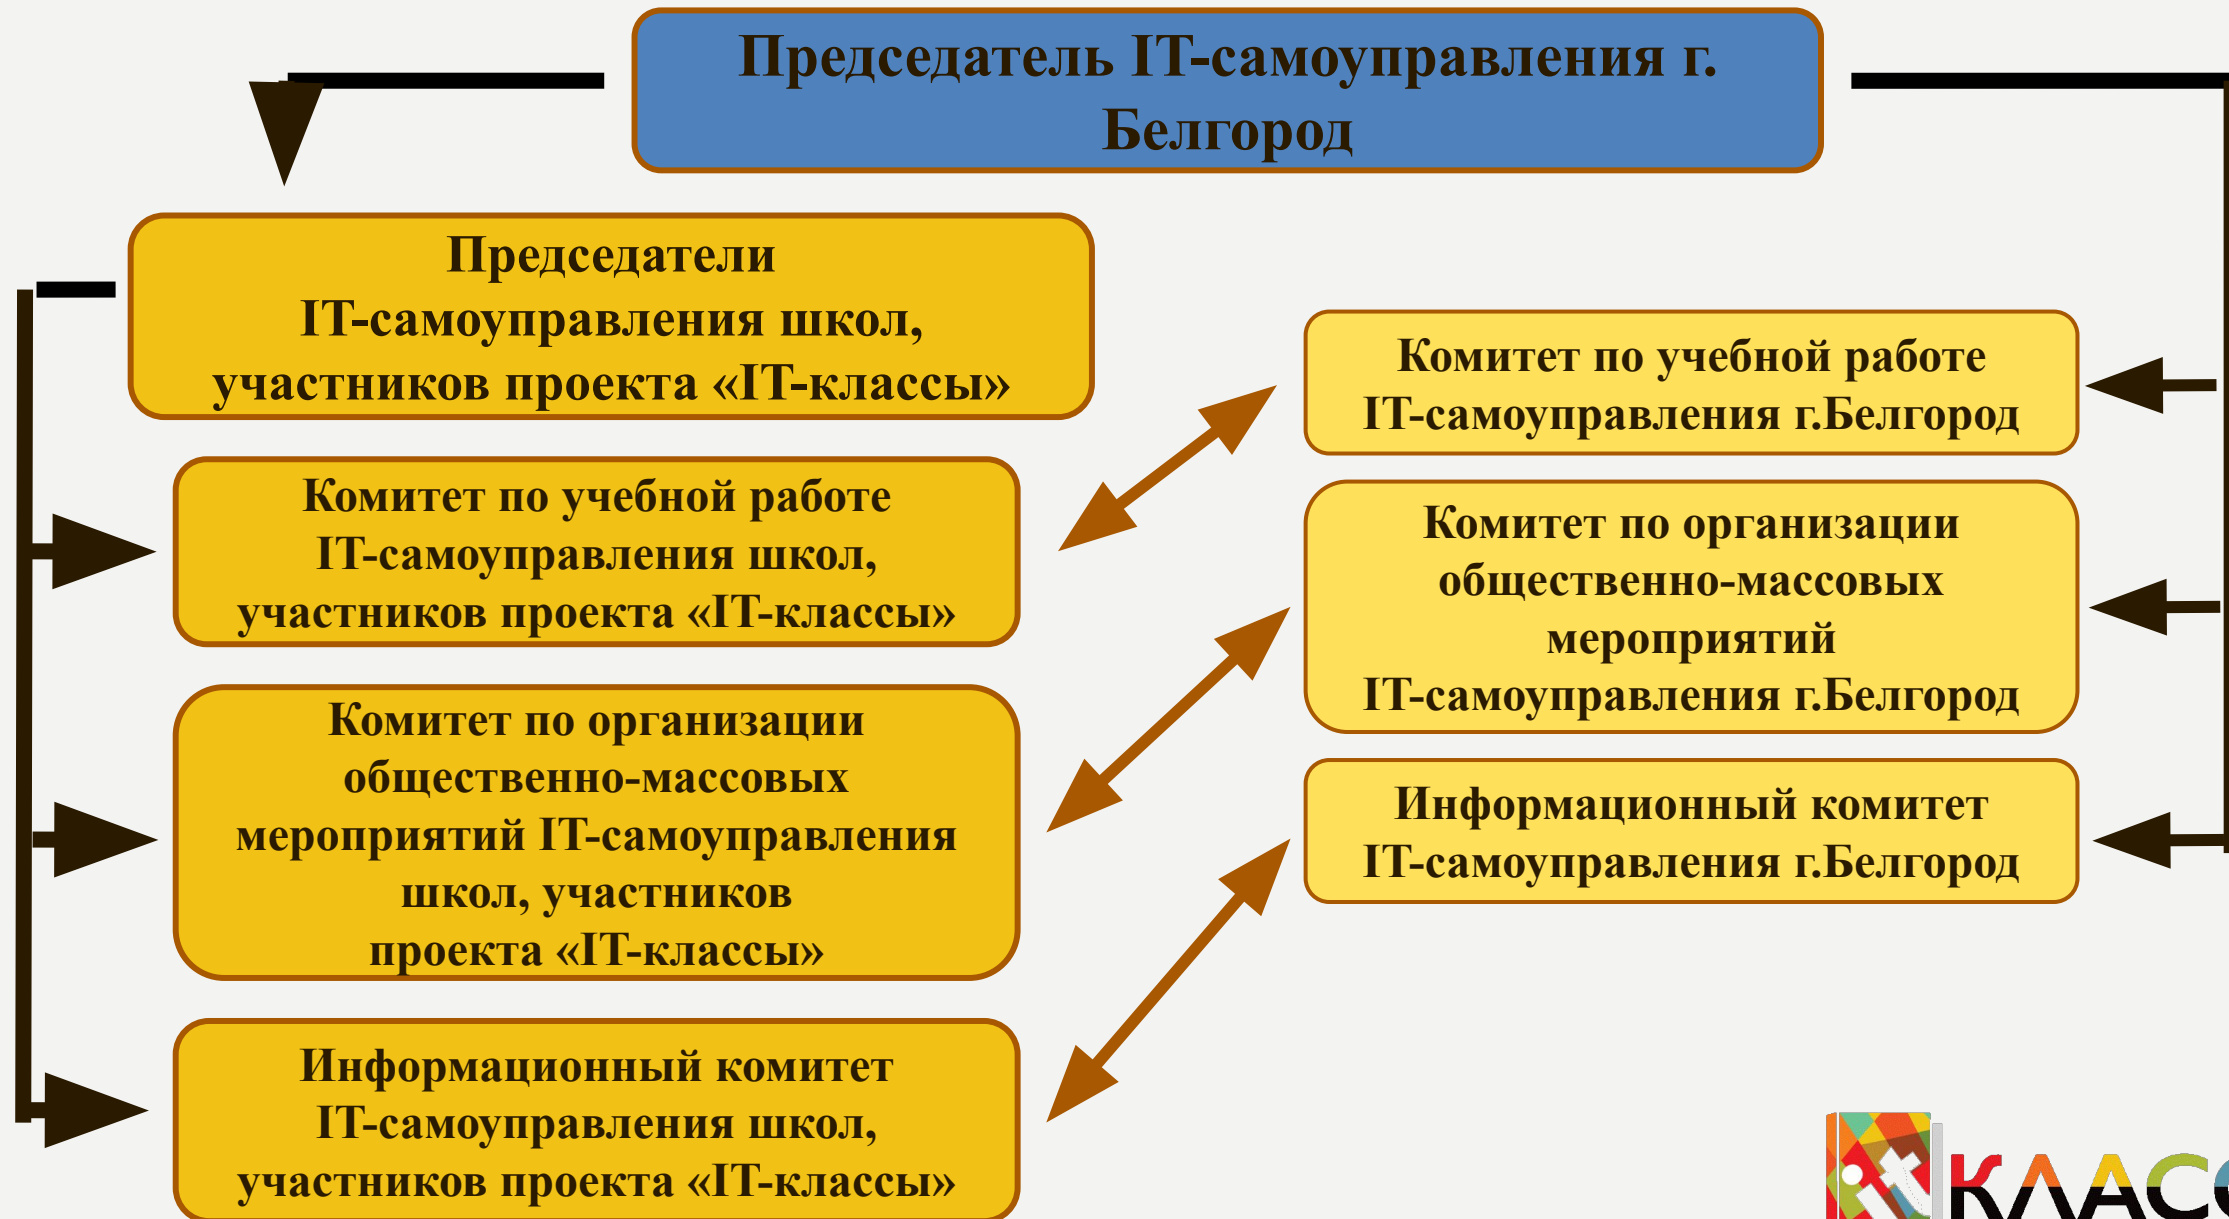 Председатель IT-самоуправления г.
Белгород
Председатели
IT-самоуправления школ,
участников проекта «IT-классы»
Комитет по учебной работе
IT-самоуправления школ,
участников проекта «IT-классы»
Комитет по организации
общественно-массовых
мероприятий IT-самоуправления
школ, участников
проекта «IT-классы»
Информационный комитет
IT-самоуправления школ,
участников проекта «IT-классы»
Комитет по учебной работе
IT-самоуправления г.Белгород
Комитет по организации
общественно-массовых
мероприятий
IT-самоуправления г.Белгород
Информационный комитет
IT-самоуправления г.Белгород
it КЛАСС